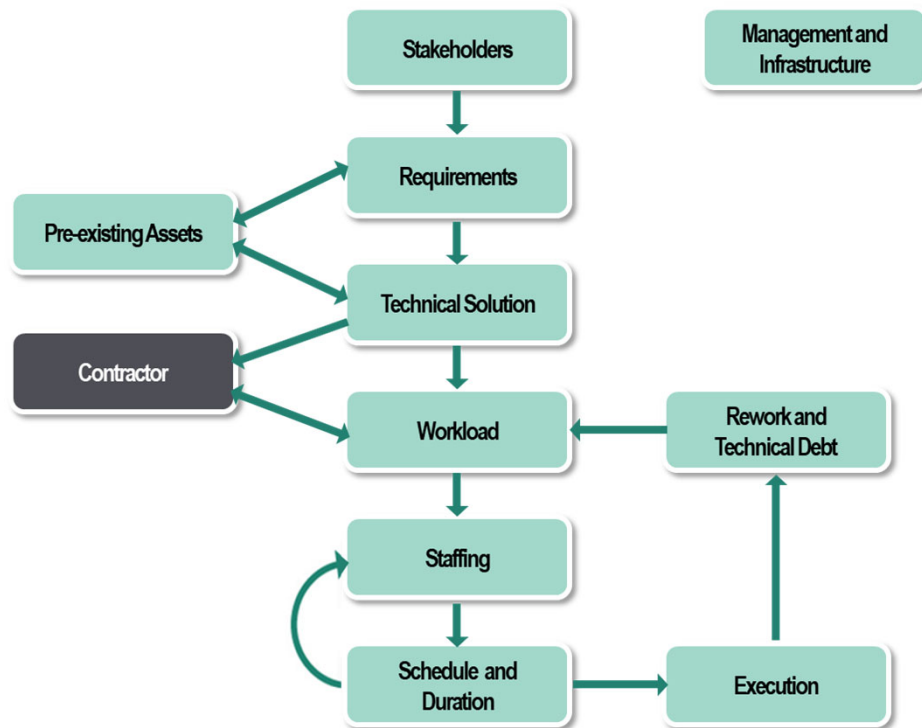 Stakeholders
Management and
Infrastructure
Requirements
Pre-existing Assets
Technical Solution
Contractor
Workload
Rework and
Technical Debt
Staffing
Schedule and
Duration
Execution